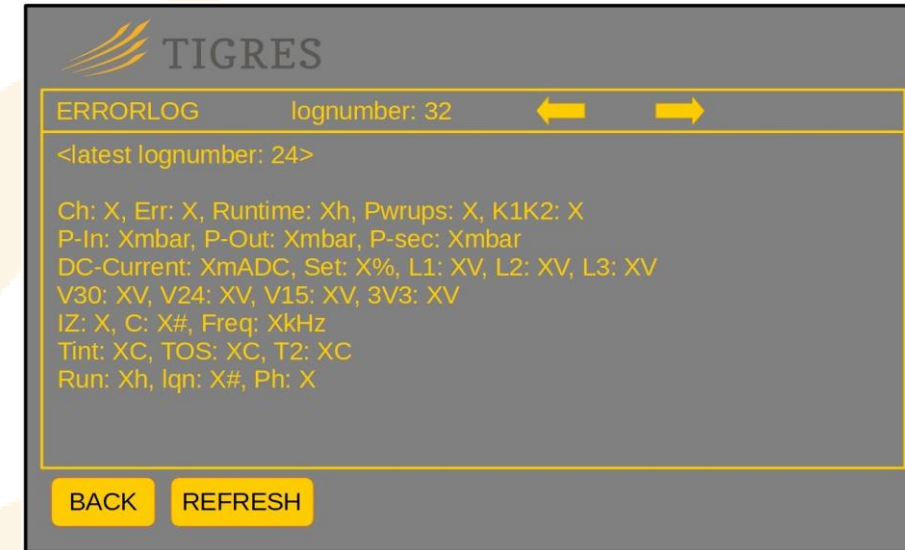 TIGRES
ERRORLOG lognumber: 32
<latest lognumber: 24>
Ch: X, Err: X, Runtime: Xh, Pwrups: X, K1K2: X
P-In: Xmbar, P-Out: Xmbar, P-sec: Xmbar
DC-Current: XmADC, Set: X%, L1: XV, L2: XV, L3: XV
V30: XV, V24: XV, V15: XV, 3V3: XV
IZ: X, C: X#, Freq: XkHz
Tint: XC, TOS: XC, T2: XC
Run: Xh, lqn: X#, Ph: X
BACK REFRESH